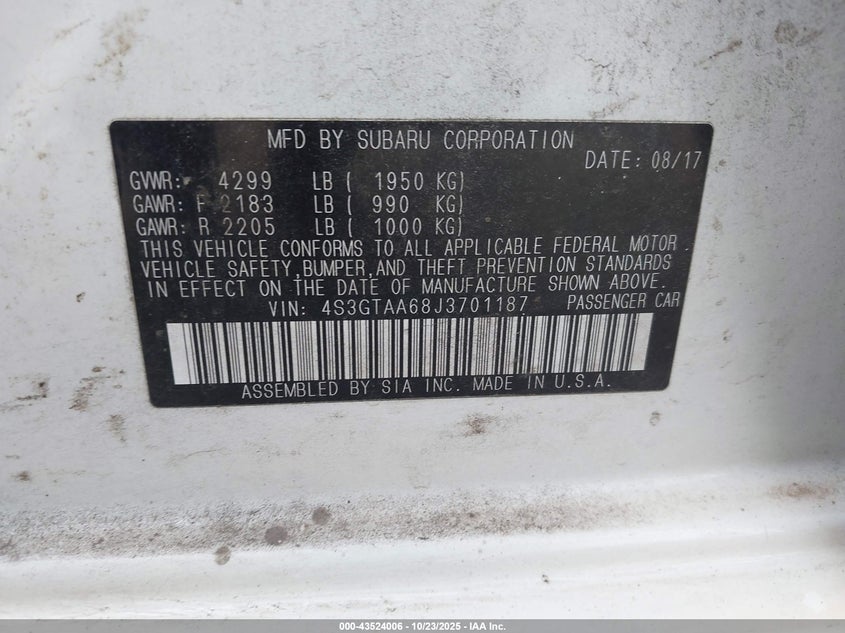 MFD BY SUBARU CORPORATION
DATE: 08/17
GVWR: 4299 LB ( 1950 KG)
GAWR: F 2183 LB ( 990 KG)
GAWR: R 2205 LB ( 1000 KG)
THIS VEHICLE CONFORMS TO ALL APPLICABLE FEDERAL MOTOR
VEHICLE SAFETY, BUMPER, AND THEFT PREVENTION STANDARDS
IN EFFECT ON THE DATE OF MANUFACTURE SHOWN ABOVE.
VIN: 4S3GTAA68J3701187 PASSENGER CAR
ASSEMBLED BY SIA INC. MADE IN U.S.A.
000-43524006 - 10/23/2025 - IAA Inc.